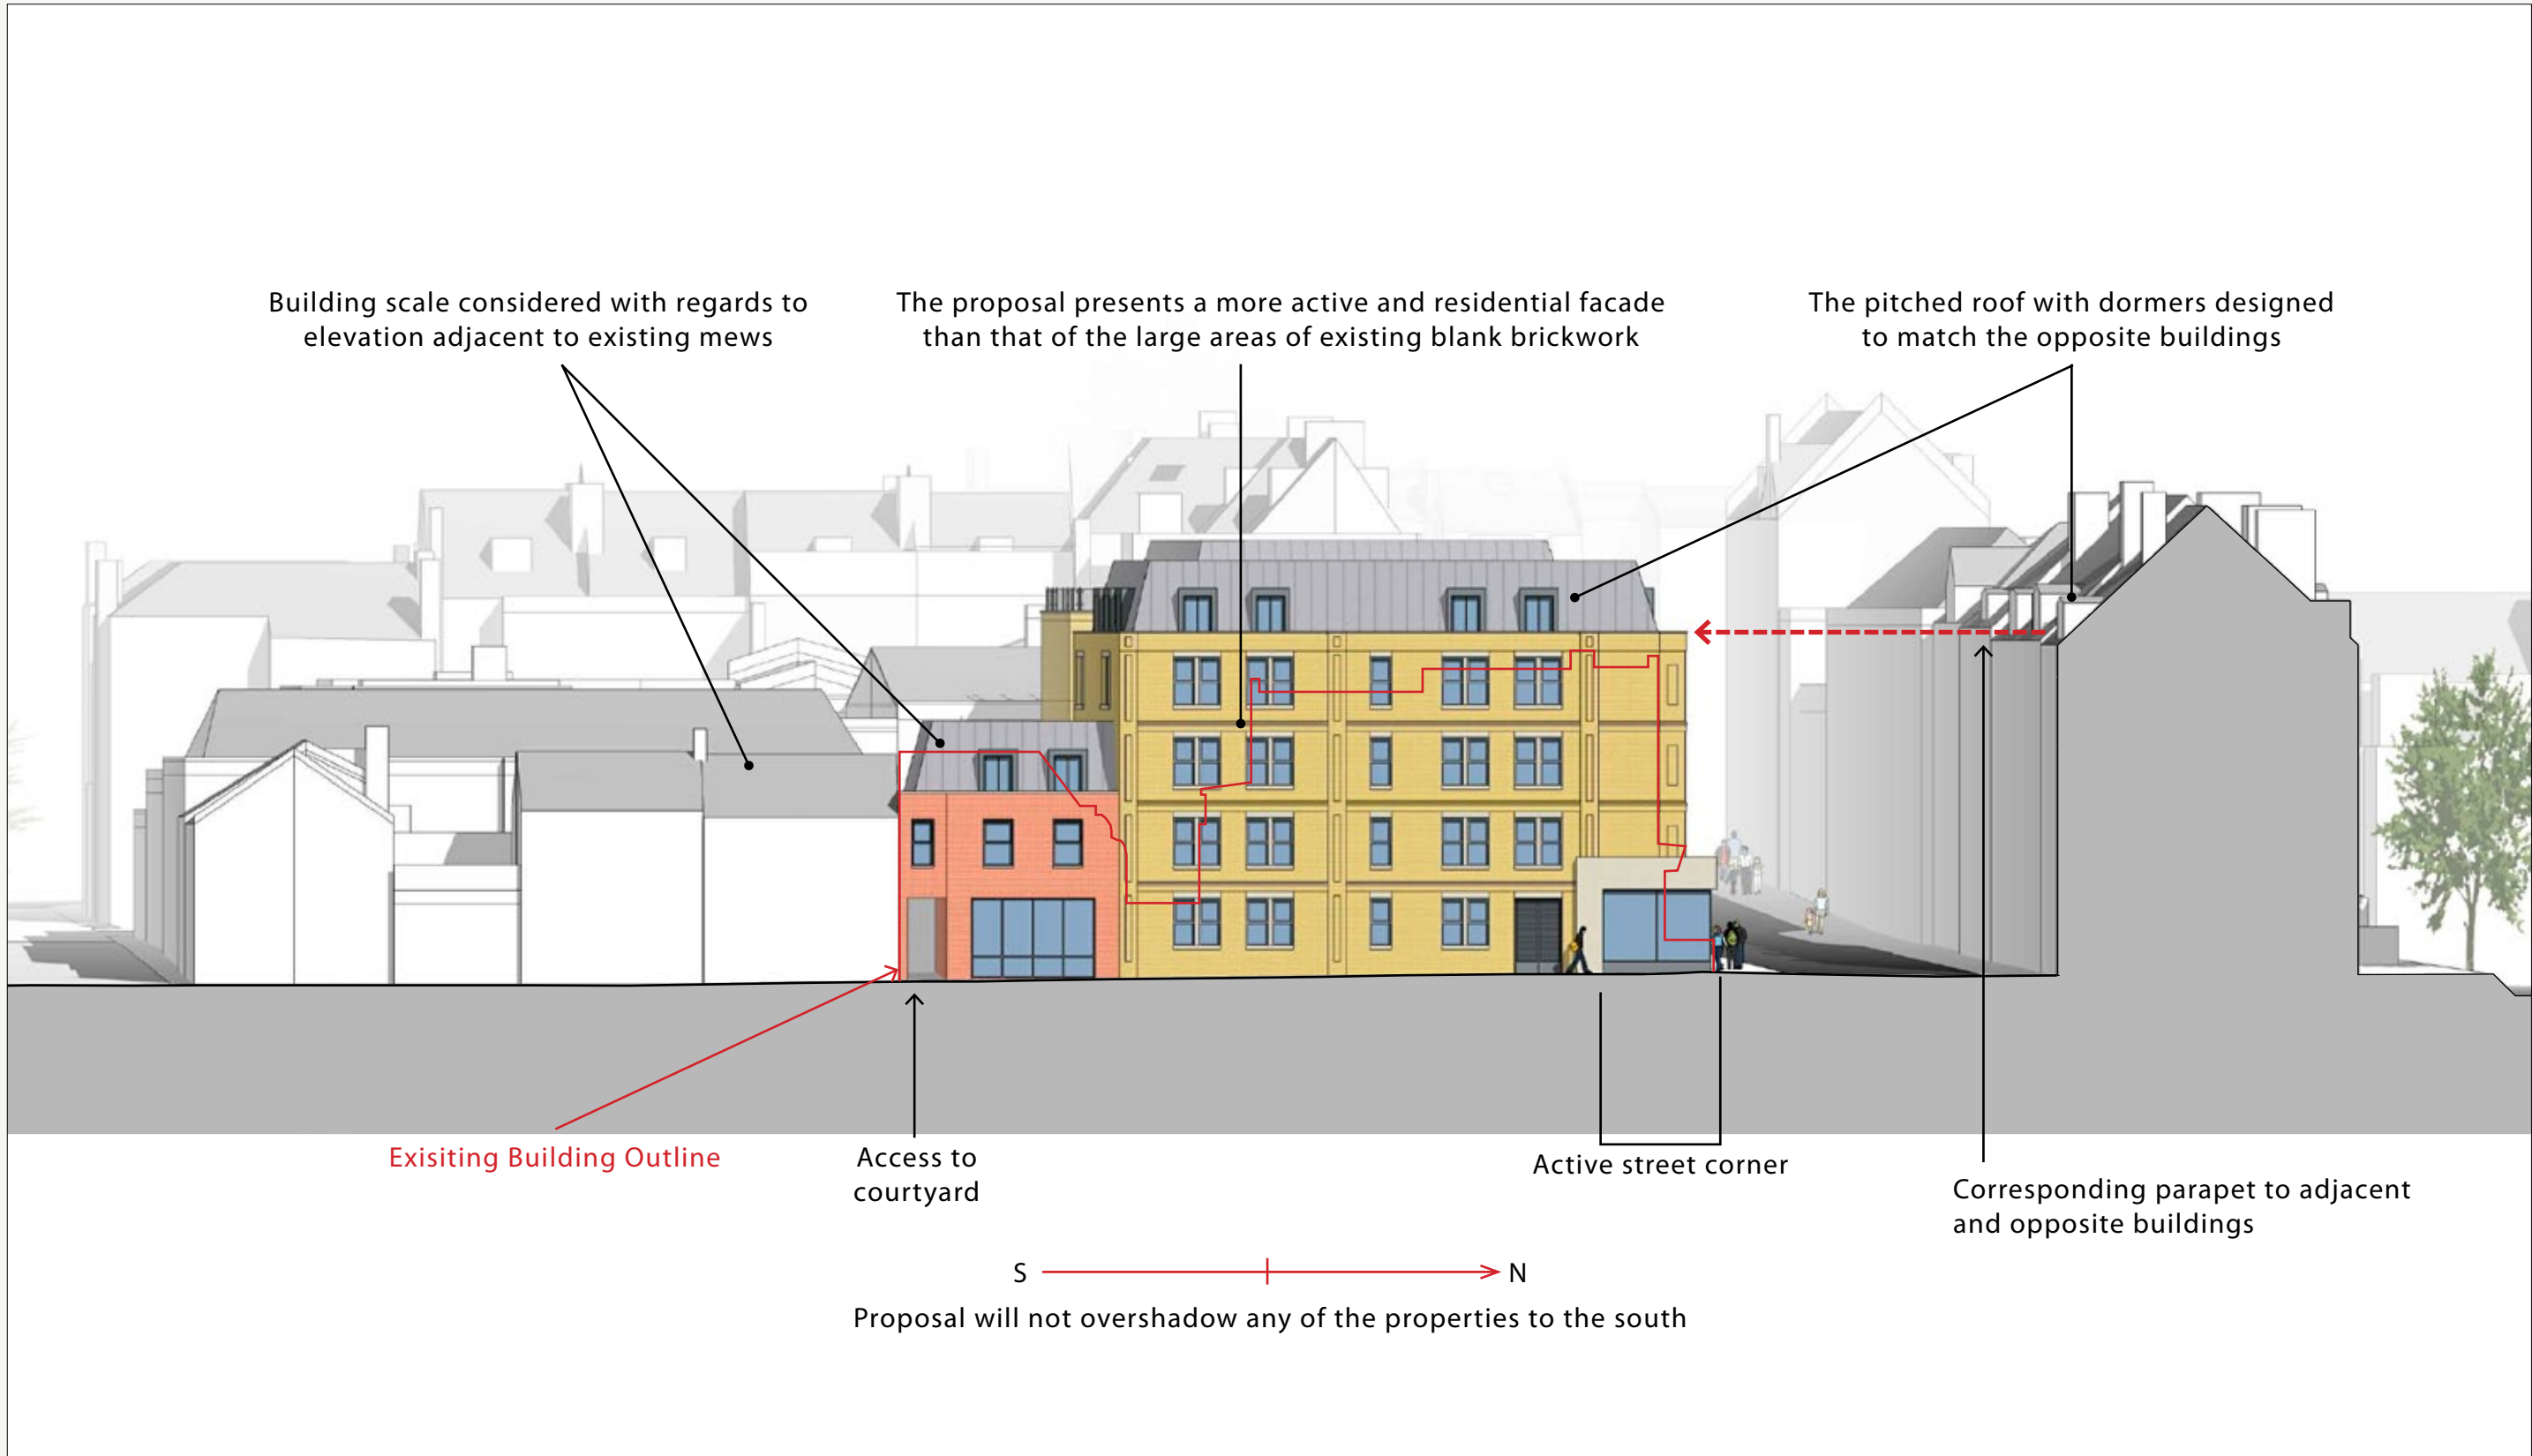 Building scale considered with regards to
elevation adjacent to existing mews
The proposal presents a more active and residential facade
than that of the large areas of existing blank brickwork
The pitched roof with dormers designed
to match the opposite buildings
Exisiting Building Outline
Access to
courtyard
Active street corner
Corresponding parapet to adjacent
and opposite buildings
S
N
Proposal will not overshadow any of the properties to the south